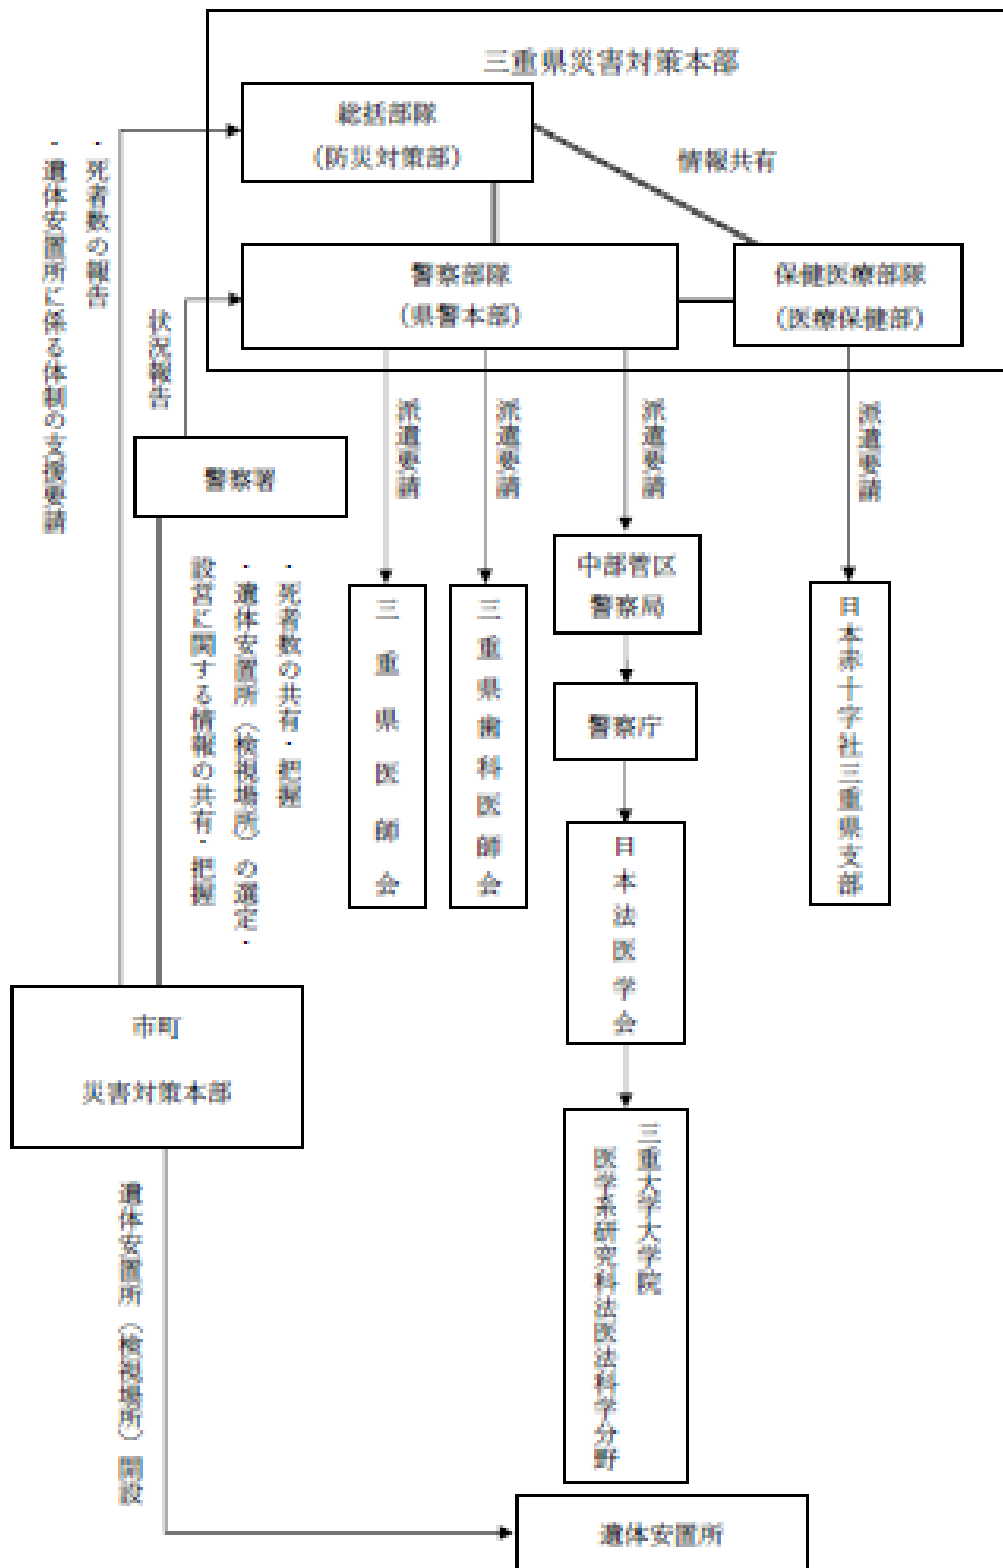 三重県災害対策本部
総括部隊
（防災対策部）
情報共有
警察部隊
（県警本部）
保健医療部隊
（医療保健部）
・死者数の報告
・遺体安置所に係る体制の支援要請
状況報告
警察署
派遣要請
派遣要請
派遣要請
派遣要請
・死者数の共有・把握
・遺体安置所（検視場所）の選定・
設営に関する情報の共有・把握
三重県医師会
三重県歯科医師会
中部管区
警察局
警察庁
日本法医学会
日本赤十字社三重県支部
市町
災害対策本部
三重大学大学院
医学系研究科法医法科学分野
遺体安置所（検視場所）開設
遺体安置所